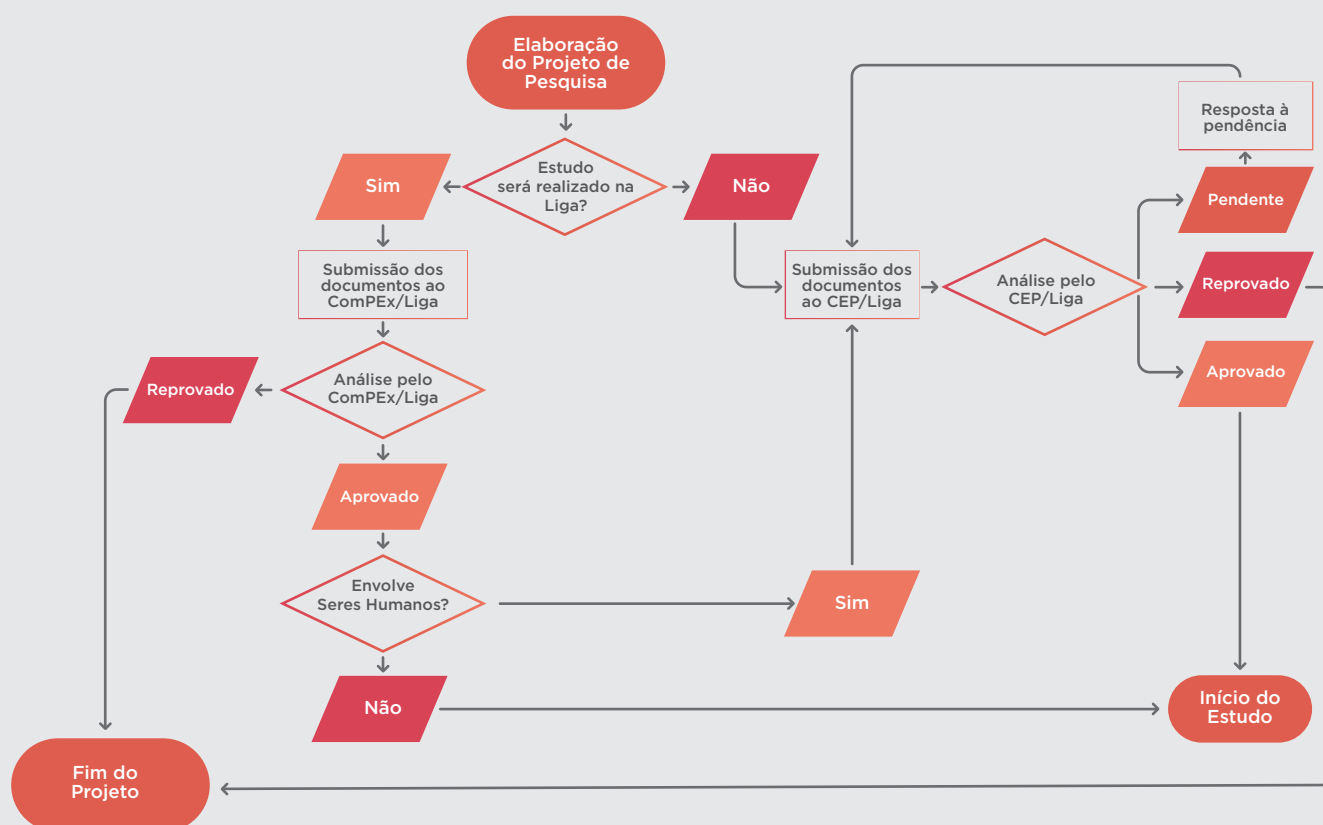 Elaboração
do Projeto de
Pesquisa
Estudo
será realizado na
Liga?
Sim
Não
Submissão dos
documentos ao
ComPEx/Liga
Análise pelo
ComPEx/Liga
Reprovado
Aprovado
Envolve
Seres Humanos?
Sim
Não
Submissão dos
documentos
ao CEP/Liga
Análise pelo
CEP/Liga
Resposta à
pendência
Pendente
Reprovado
Aprovado
Início do
Estudo
Fim do
Projeto